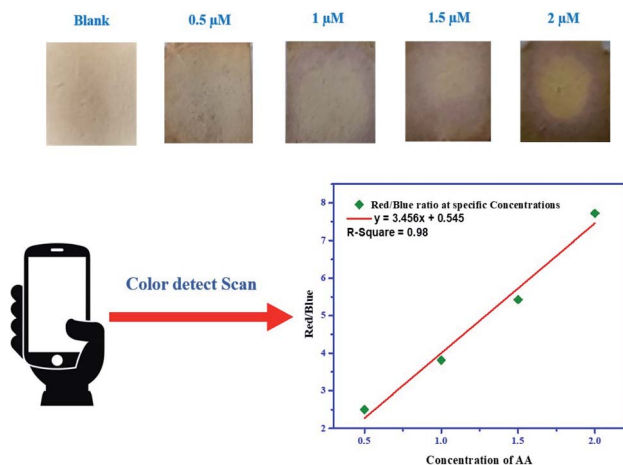 Blank
0.5 µM
1 µM
1.5 µM
2 µM
Color detect Scan
Red/Blue ratio at specific Concentrations
y = 3.456x + 0.545
R-Square = 0.98
Red/Blue
8
7
6
5
4
3
2
0.5
1.0
1.5
2.0
Concentration of AA